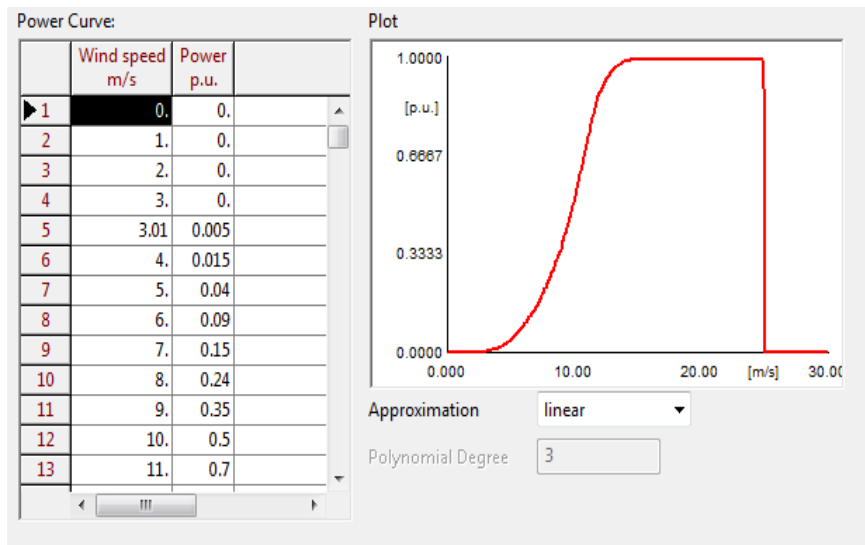 Power Curve:
Wind speed m/s Power p.u.
1 0. 0.
2 1. 0.
3 2. 0.
4 3. 0.
5 3.01 0.005
6 4. 0.015
7 5. 0.04
8 6. 0.09
9 7. 0.15
10 8. 0.24
11 9. 0.35
12 10. 0.5
13 11. 0.7
Plot
1.0000
[p.u.]
0.6667
0.3333
0.0000
0.000 10.00 20.00 [m/s] 30.00
Approximation linear
Polynomial Degree 3